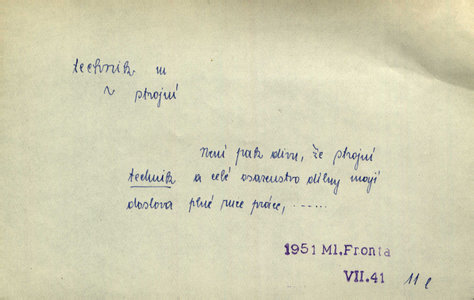 technik m
~ strojní
Není pak divu, že strojní
technik a celé osazenstvo dílny mají
doslova plné ruce práce, ......
1951 Ml.Fronta
VII.41 11 l